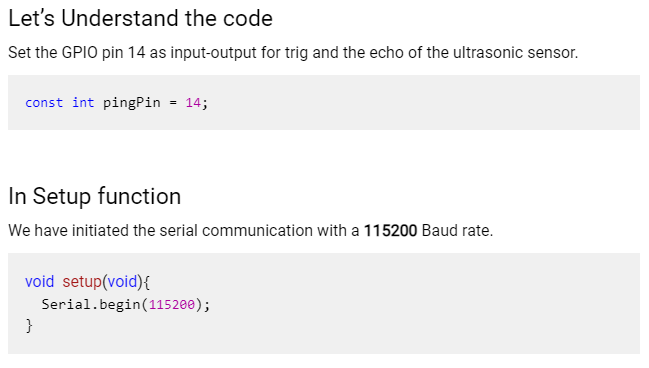 Let's Understand the code
Set the GPIO pin 14 as input-output for trig and the echo of the ultrasonic sensor.
const int pingPin = 14;
In Setup function
We have initiated the serial communication with a 115200 Baud rate.
void setup(void){
  Serial.begin(115200);
}